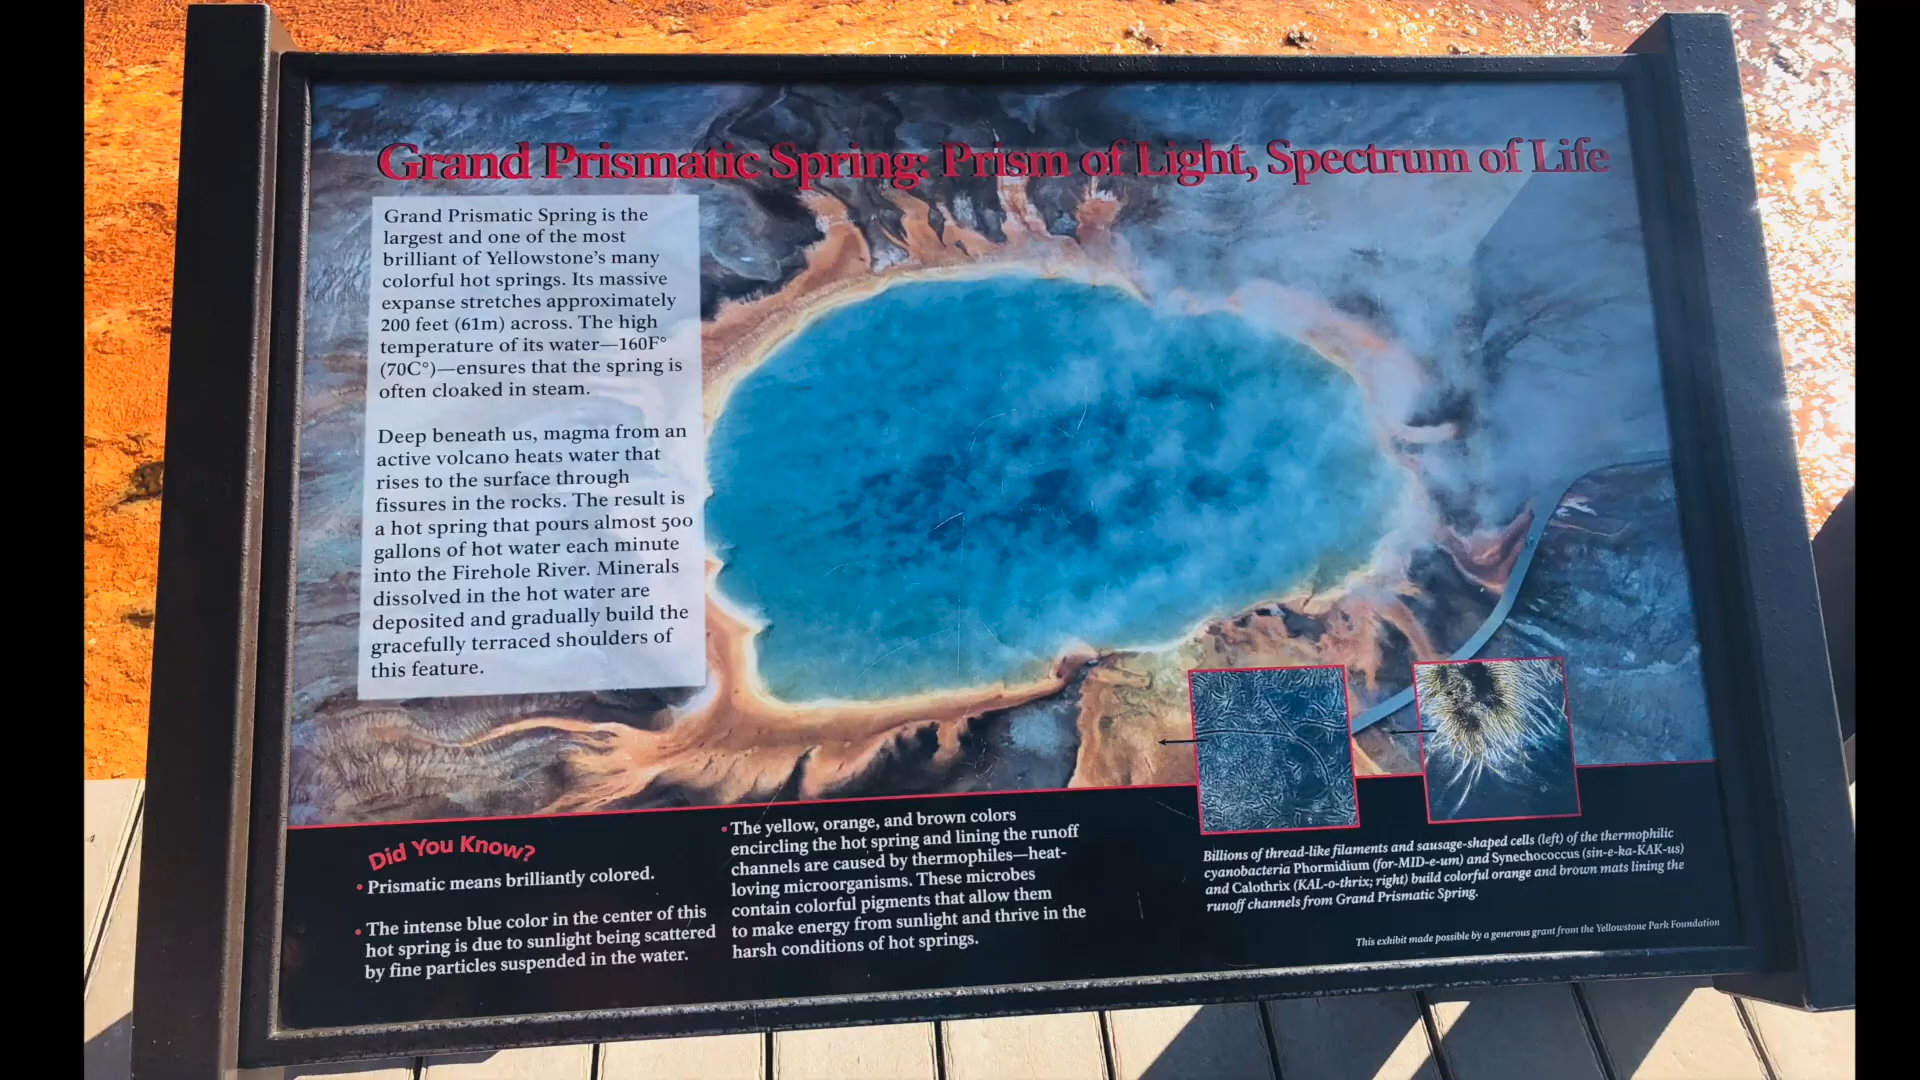 Grand Prismatic Spring: Prism of Light, Spectrum of Life
Grand Prismatic Spring is the
largest and one of the most
brilliant of Yellowstone’s many
colorful hot springs. Its massive
expanse stretches approximately
200 feet (61m) across. The high
temperature of its water—160F°
(70C°)—ensures that the spring is
often cloaked in steam.
Deep beneath us, magma from an
active volcano heats water that
rises to the surface through
fissures in the rocks. The result is
a hot spring that pours almost 500
gallons of hot water each minute
into the Firehole River. Minerals
dissolved in the hot water are
deposited and gradually build the
gracefully terraced shoulders of
this feature.
Did You Know?
• Prismatic means brilliantly colored.
• The intense blue color in the center of this
hot spring is due to sunlight being scattered
by fine particles suspended in the water.
• The yellow, orange, and brown colors
encircling the hot spring and lining the runoff
channels are caused by thermophiles—heat-
loving microorganisms. These microbes
contain colorful pigments that allow them
to make energy from sunlight and thrive in the
harsh conditions of hot springs.
Billions of thread-like filaments and sausage-shaped cells (left) of the thermophilic
cyanobacteria Phormidium (for-MID-e-um) and Synechococcus (sin-e-ka-KAK-us)
and Calothrix (KAL-o-thrix; right) build colorful orange and brown mats lining the
runoff channels from Grand Prismatic Spring.
This exhibit made possible by a generous grant from the Yellowstone Park Foundation